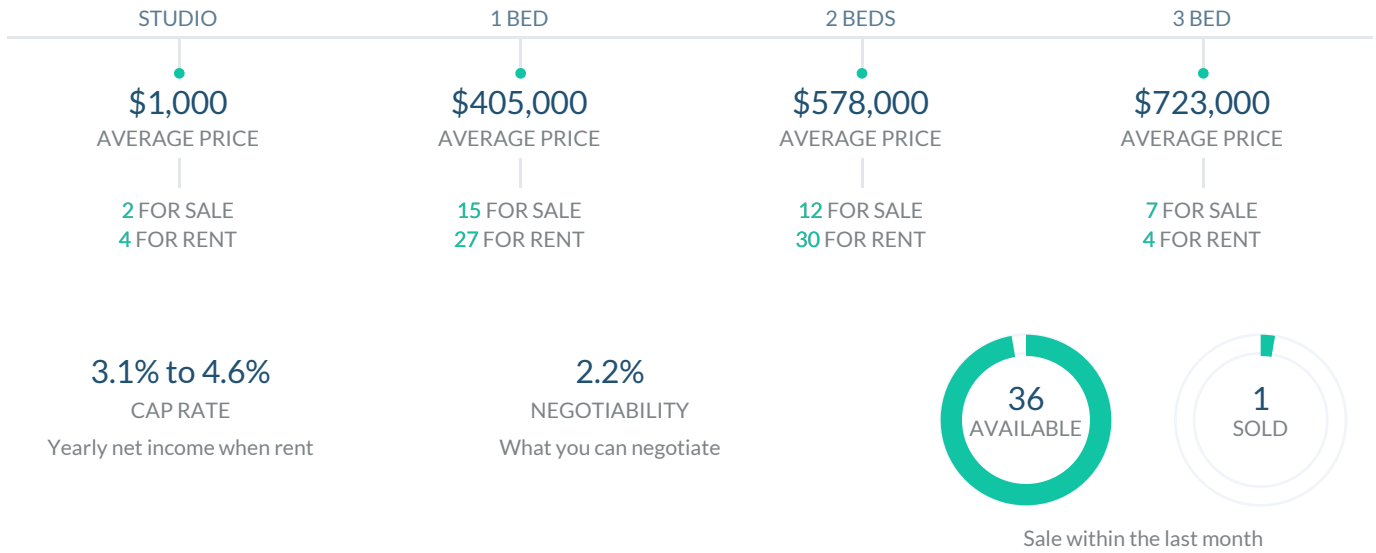 STUDIO
1 BED
2 BEDS
3 BED
$1,000
$405,000
$578,000
$723,000
AVERAGE PRICE
AVERAGE PRICE
AVERAGE PRICE
AVERAGE PRICE
2 FOR SALE
15 FOR SALE
12 FOR SALE
7 FOR SALE
4 FOR RENT
27 FOR RENT
30 FOR RENT
4 FOR RENT
3.1% to 4.6%
CAP RATE
Yearly net income when rent
2.2%
NEGOTIABILITY
What you can negotiate
36
AVAILABLE
1
SOLD
Sale within the last month